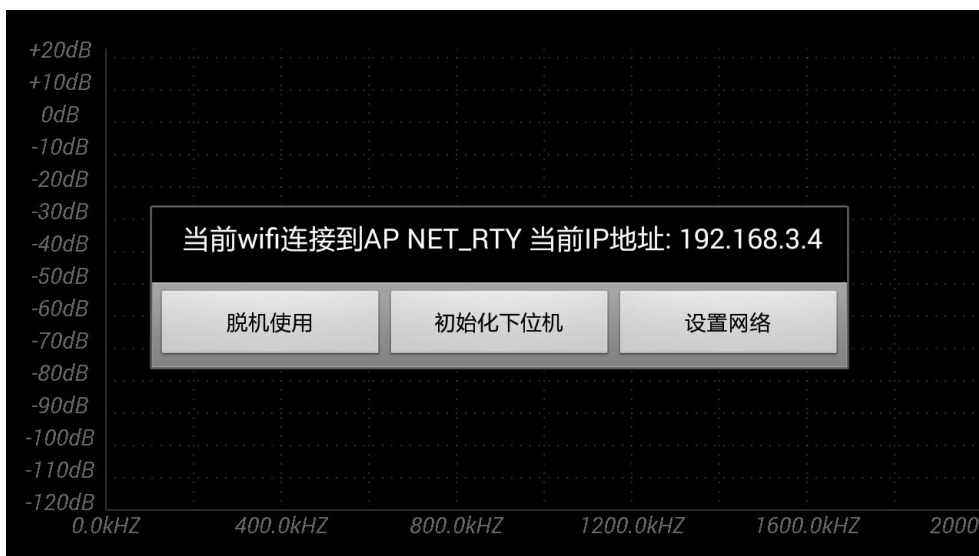 +20dB
+10dB
0dB
-10dB
-20dB
-30dB
-40dB
-50dB
-60dB
-70dB
-80dB
-90dB
-100dB
-110dB
-120dB
当前wifi连接到AP NET_RTY 当前IP地址: 192.168.3.4
脱机使用 初始化下位机 设置网络
0.0kHZ 400.0kHZ 800.0kHZ 1200.0kHZ 1600.0kHZ 2000